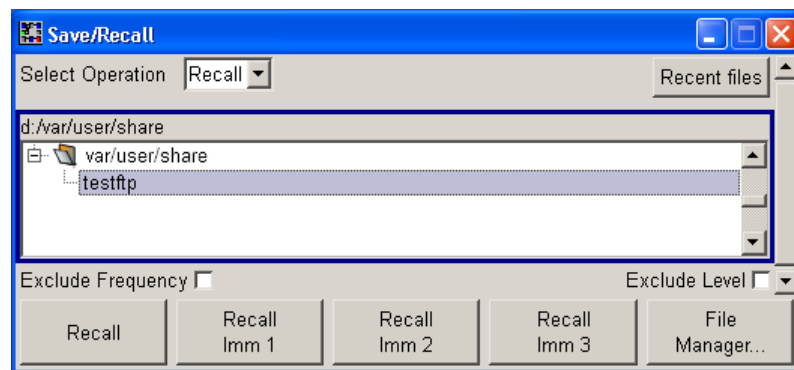 Save/Recall
Select Operation Recall Recent files
d:/var/user/share
var/user/share
testftp
Exclude Frequency Exclude Level
Recall Recall Imm 1 Recall Imm 2 Recall Imm 3 File Manager...